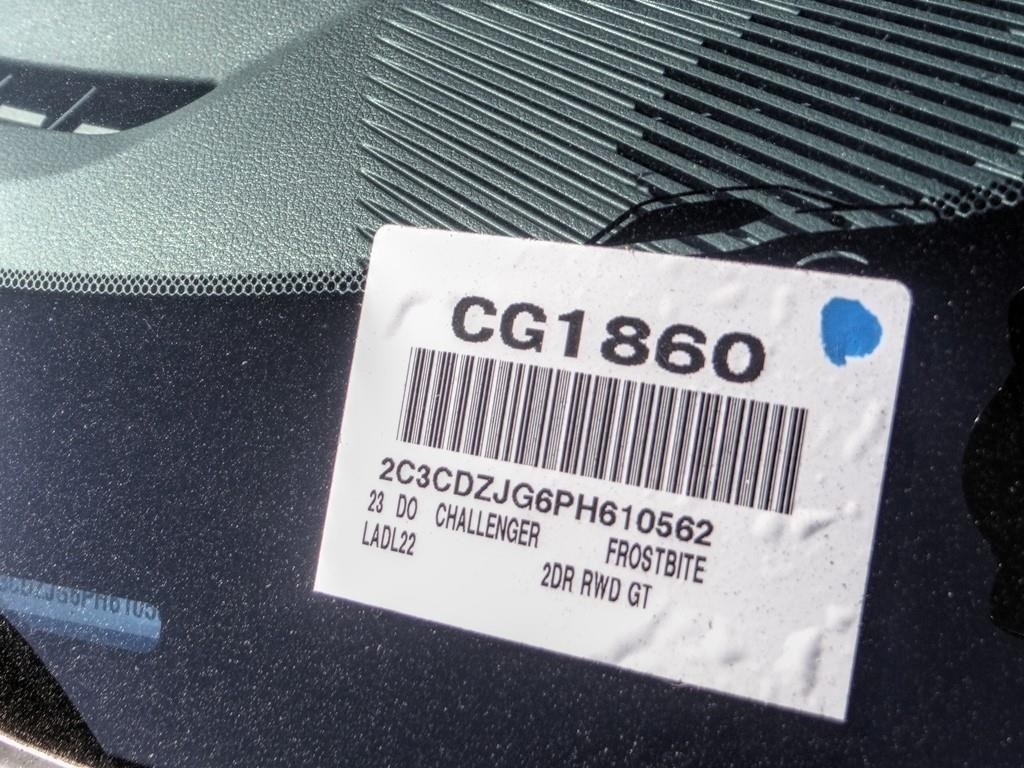 CG1860
2C3CDZJG6PH610562
23 DO CHALLENGER FROSTBITE
LADL22 2DR RWD GT